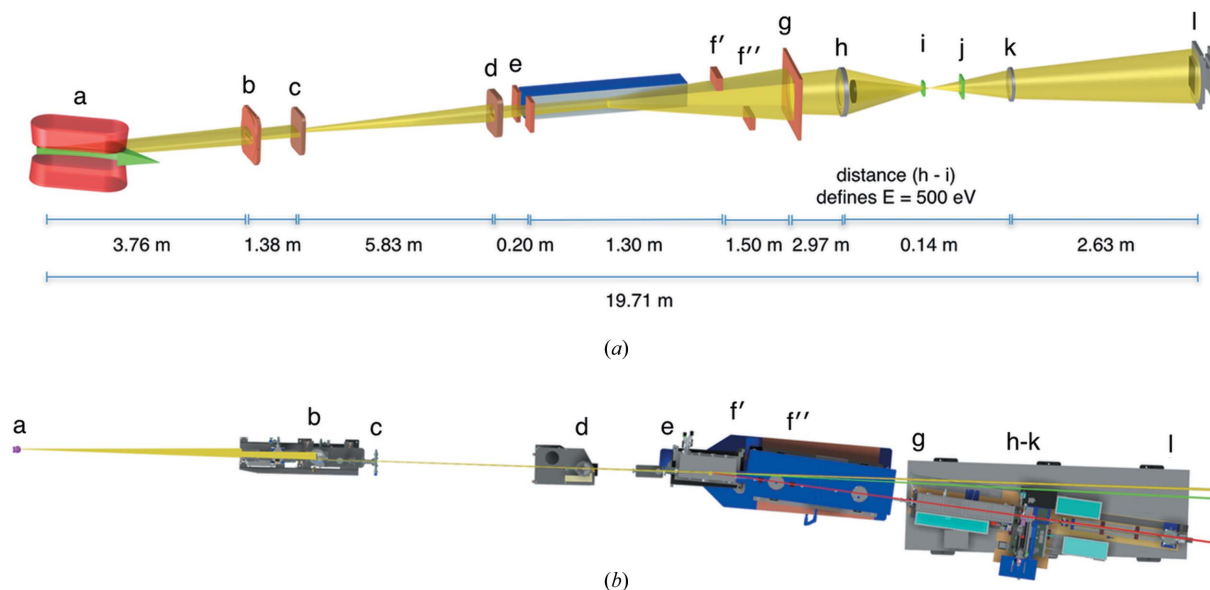 a b c d e f′ f″ g h i j k l
distance (h - i)
defines E = 500 eV
3.76 m 1.38 m 5.83 m 0.20 m 1.30 m 1.50 m 2.97 m 0.14 m 2.63 m
19.71 m
(a)
a b c d e f′ f″ g h-k l
(b)